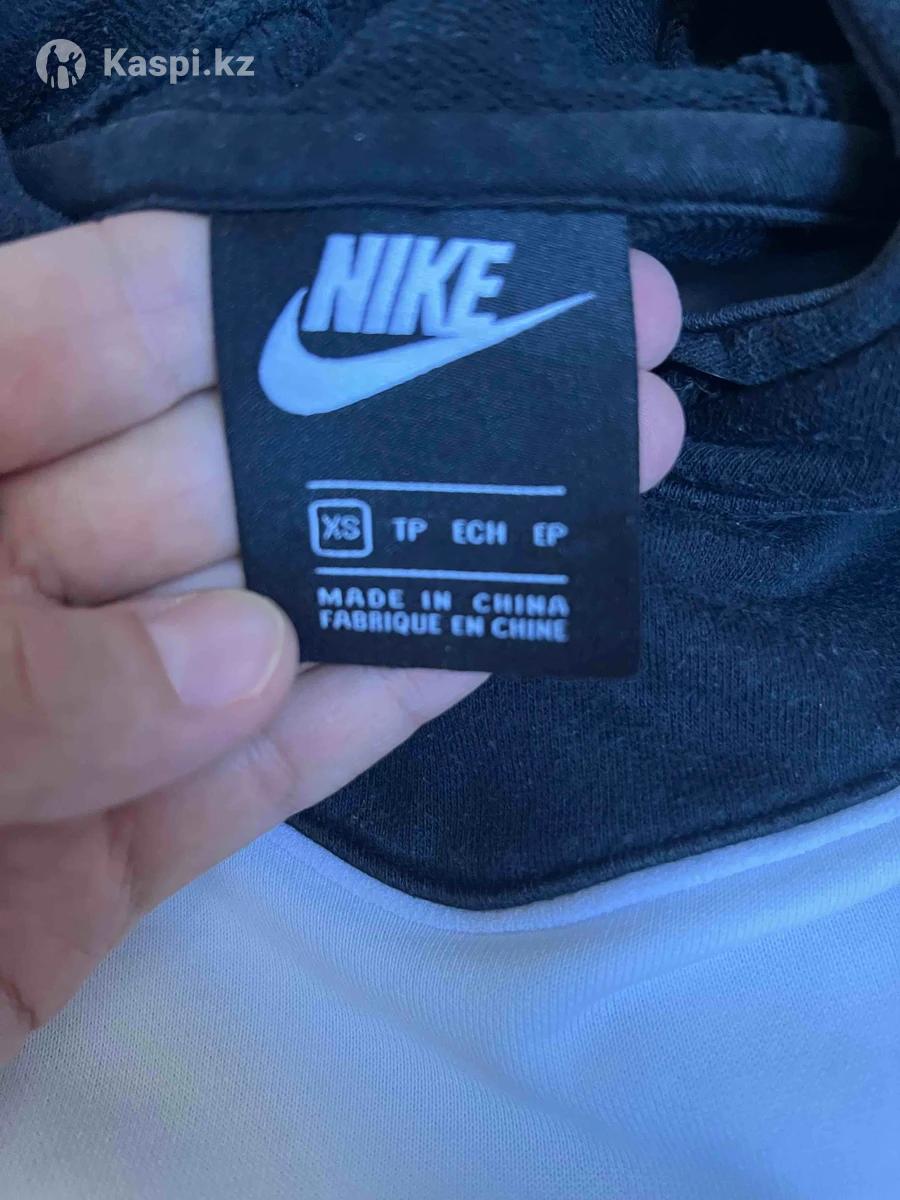 Kaspi.kz
NIKE
XS TP ECH EP
MADE IN CHINA
FABRIQUE EN CHINE